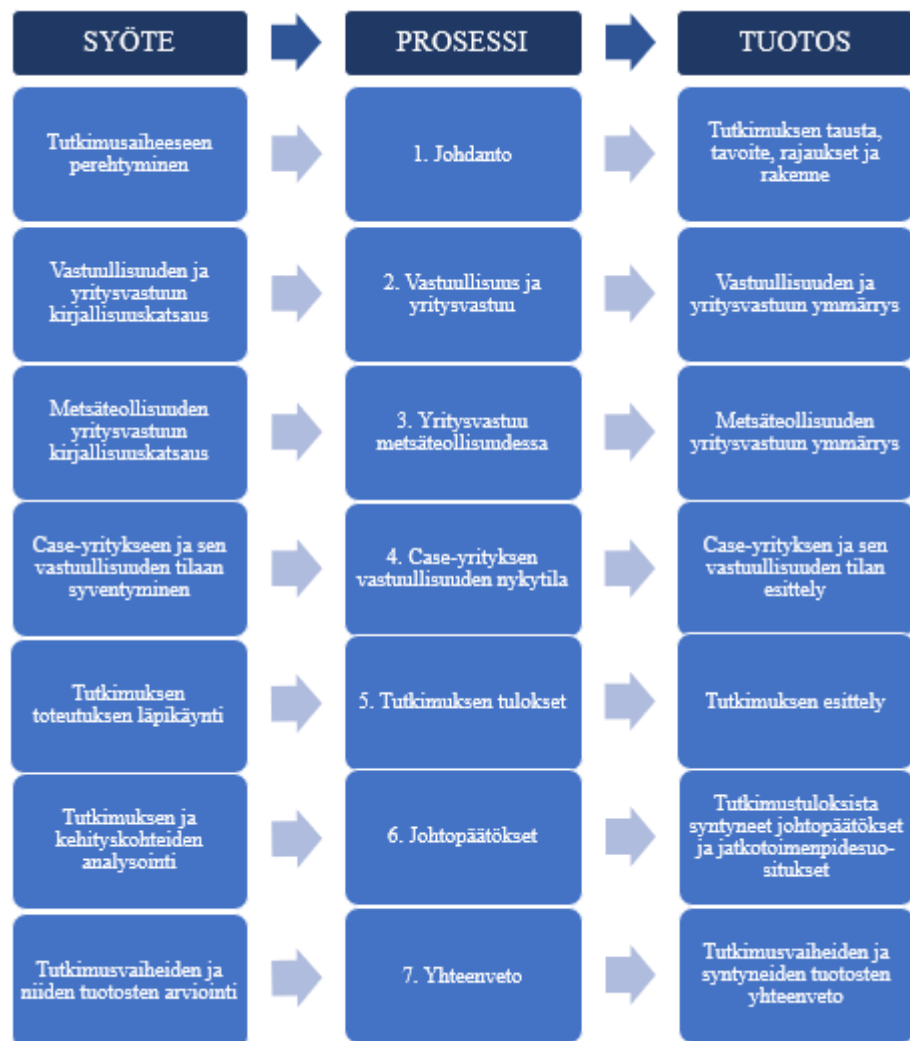 SYÖTE
PROSESSI
TUOTOS
Tutkimusaiheeseen
perehtyminen
1. Johdanto
Tutkimuksen tausta,
tavoite, rajaukset ja
rakenne
Vastuullisuuden ja
yritysvastuun
kirjallisuuskatsaus
2. Vastuullisuus ja
yritysvastuu
Vastuullisuuden ja
yritysvastuun ymmärrys
Metsäteollisuuden
yritysvastuun
kirjallisuuskatsaus
3. Yritysvastuu
metsäteollisuudessa
Metsäteollisuuden
yritysvastuun ymmärrys
Case-yritykseen ja sen
vastuullisuuden tilaan
syventyminen
4. Case-yrityksen
vastuullisuuden nykytila
Case-yrityksen ja sen
vastuullisuuden tilan
esittely
Tutkimuksen
toteutuksen läpikäynti
5. Tutkimuksen tulokset
Tutkimuksen esittely
Tutkimuksen ja
kehityskohteiden
analysointi
6. Johtopäätökset
Tutkimustuloksista
syntyneet johtopäätökset
ja jatkotoimenpidesuo-
situkset
Tutkimusvaiheiden ja
niiden tuotosten arviointi
7. Yhteenveto
Tutkimusvaiheiden ja
syntyneiden tuotosten
yhteenveto